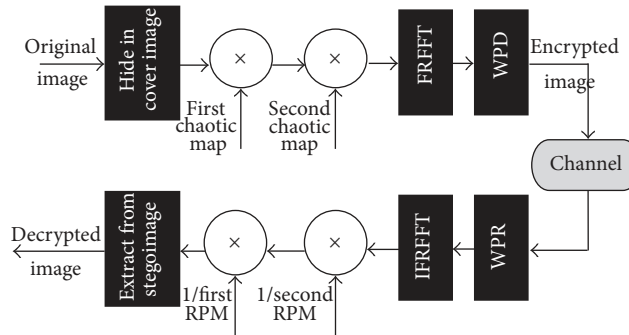 Original
image
Hide in
cover image
×
First
chaotic
map
×
Second
chaotic
map
FRFFT
WPD
Encrypted
image
Channel
WPR
IFRFFT
×
1/second
RPM
×
1/first
RPM
Extract from
stegoimage
Decrypted
image